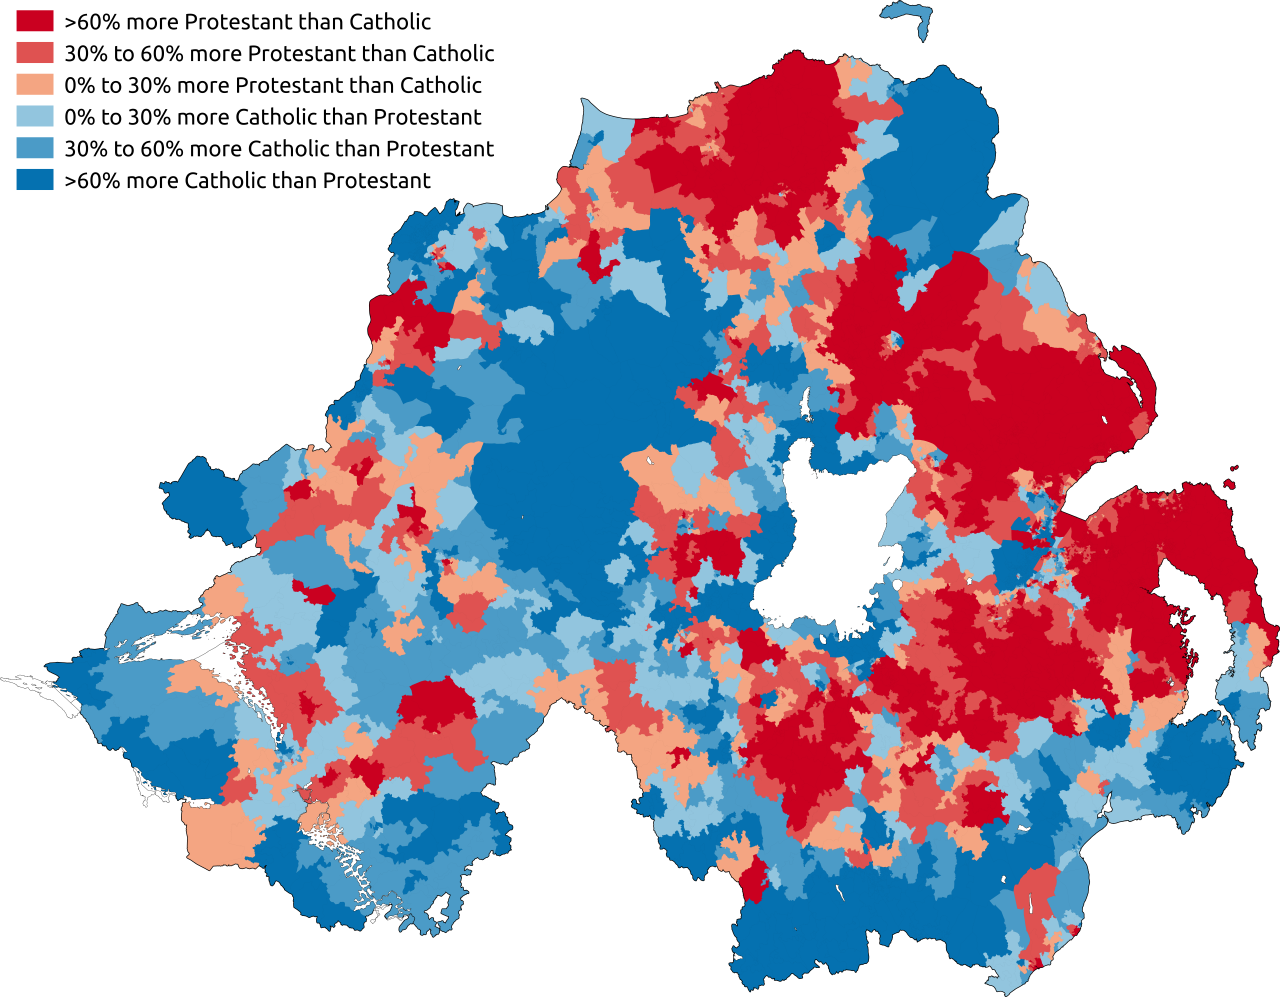 >60% more Protestant than Catholic
30% to 60% more Protestant than Catholic
0% to 30% more Protestant than Catholic
0% to 30% more Catholic than Protestant
30% to 60% more Catholic than Protestant
>60% more Catholic than Protestant